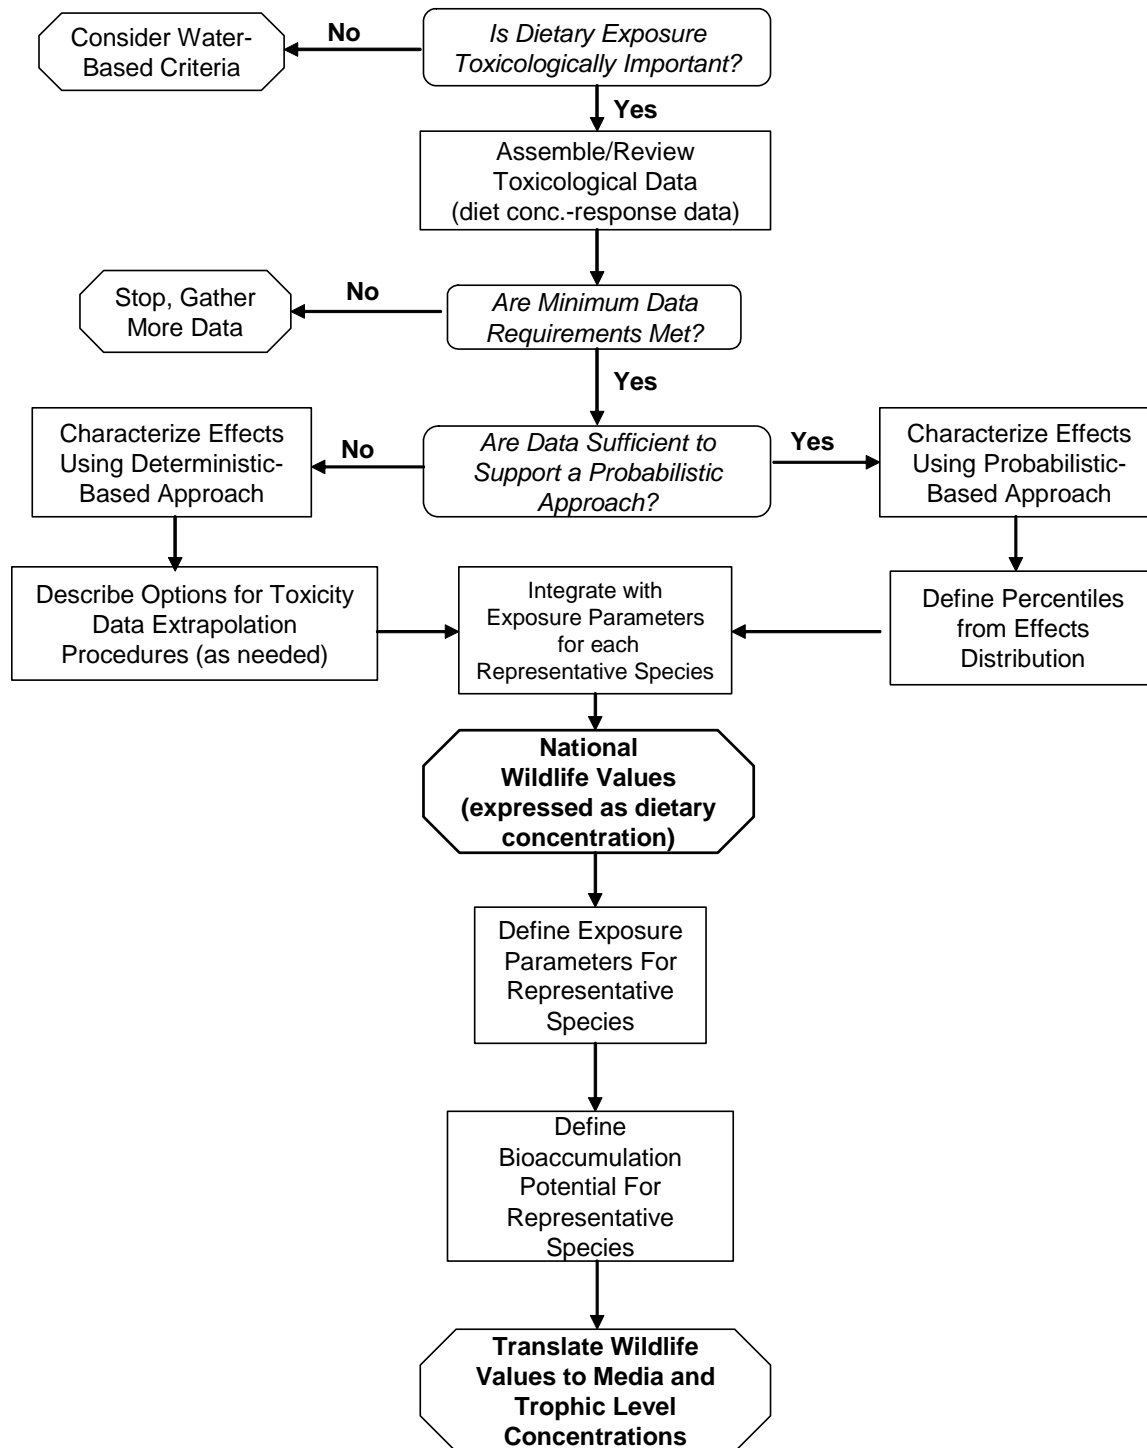 Consider Water-
Based Criteria
No
Is Dietary Exposure
Toxicologically Important?
Yes
Assemble/Review
Toxicological Data
(diet conc.-response data)
Stop, Gather
More Data
No
Are Minimum Data
Requirements Met?
Yes
Characterize Effects
Using Deterministic-
Based Approach
No
Are Data Sufficient to
Support a Probabilistic
Approach?
Yes
Characterize Effects
Using Probabilistic-
Based Approach
Describe Options for Toxicity
Data Extrapolation
Procedures (as needed)
Integrate with
Exposure Parameters
for each
Representative Species
Define Percentiles
from Effects
Distribution
National
Wildlife Values
(expressed as dietary
concentration)
Define Exposure
Parameters For
Representative
Species
Define
Bioaccumulation
Potential For
Representative
Species
Translate Wildlife
Values to Media and
Trophic Level
Concentrations